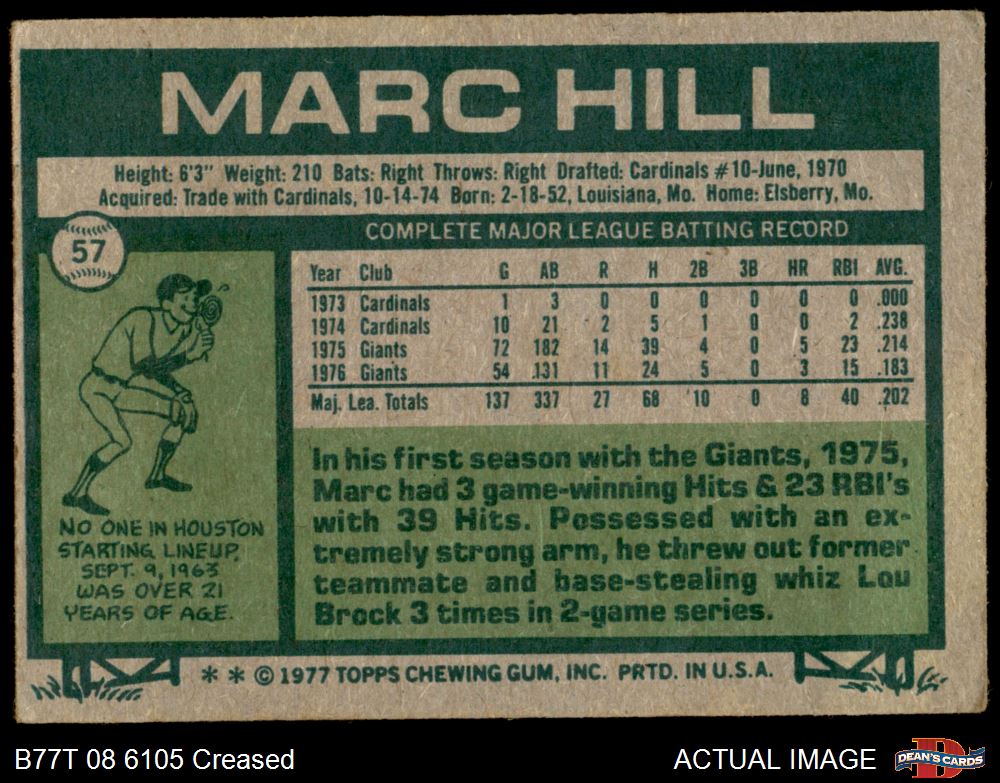 MARC HILL
Height: 6'3" Weight: 210 Bats: Right Throws: Right Drafted: Cardinals #10-June, 1970
Acquired: Trade with Cardinals, 10-14-74 Born: 2-18-52, Louisiana, Mo. Home: Elsberry, Mo.
57
COMPLETE MAJOR LEAGUE BATTING RECORD
Year Club G AB R H 2B 3B HR RBI AVG.
1973 Cardinals 1 3 0 0 0 0 0 0 .000
1974 Cardinals 10 21 2 5 1 0 0 2 .238
1975 Giants 72 182 14 39 4 0 5 23 .214
1976 Giants 54 131 11 24 5 0 3 15 .183
Maj. Lea. Totals 137 337 27 68 10 0 8 40 .202
NO ONE IN HOUSTON
STARTING LINEUP,
SEPT. 9, 1963
WAS OVER 21
YEARS OF AGE.
In his first season with the Giants, 1975,
Marc had 3 game-winning Hits & 23 RBI's
with 39 Hits. Possessed with an ex-
tremely strong arm, he threw out former
teammate and base-stealing whiz Lou
Brock 3 times in 2-game series.
* * © 1977 TOPPS CHEWING GUM, INC. PRTD. IN U.S.A.
B77T 08 6105 Creased
ACTUAL IMAGE
D
DEAN'S CARDS